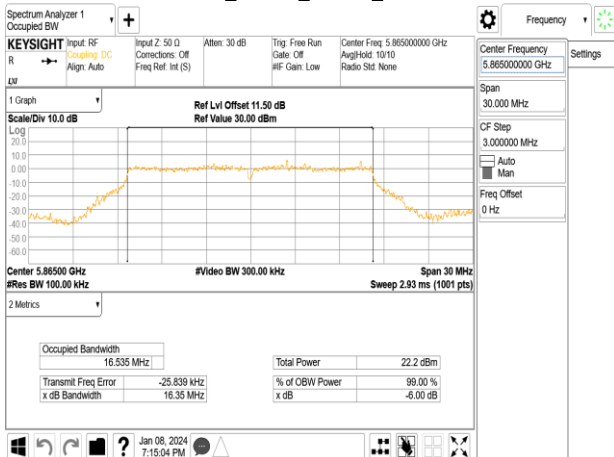 Spectrum Analyzer 1
Occupied BW
Frequency
KEYSIGHT
R
LXI
Input: RF
Coupling: DC
Align: Auto
Input Z: 50 Ω
Corrections: Off
Freq Ref: Int (S)
Atten: 30 dB
Trig: Free Run
Gate: Off
#IF Gain: Low
Center Freq: 5.865000000 GHz
Avg|Hold: 10/10
Radio Std: None
Center Frequency
5.865000000 GHz
Settings
Span
30.000 MHz
CF Step
3.000000 MHz
Auto
Man
Freq Offset
0 Hz
1 Graph
Scale/Div 10.0 dB
Ref Lvl Offset 11.50 dB
Ref Value 30.00 dBm
Log
20.0
10.0
0.00
-10.0
-20.0
-30.0
-40.0
-50.0
-60.0
Center 5.86500 GHz
#Video BW 300.00 kHz
Span 30 MHz
#Res BW 100.00 kHz
Sweep 2.93 ms (1001 pts)
2 Metrics
Occupied Bandwidth
16.535 MHz
Total Power 22.2 dBm
Transmit Freq Error -25.839 kHz
% of OBW Power 99.00 %
x dB Bandwidth 16.35 MHz
x dB -6.00 dB
?
Jan 08, 2024
7:15:04 PM